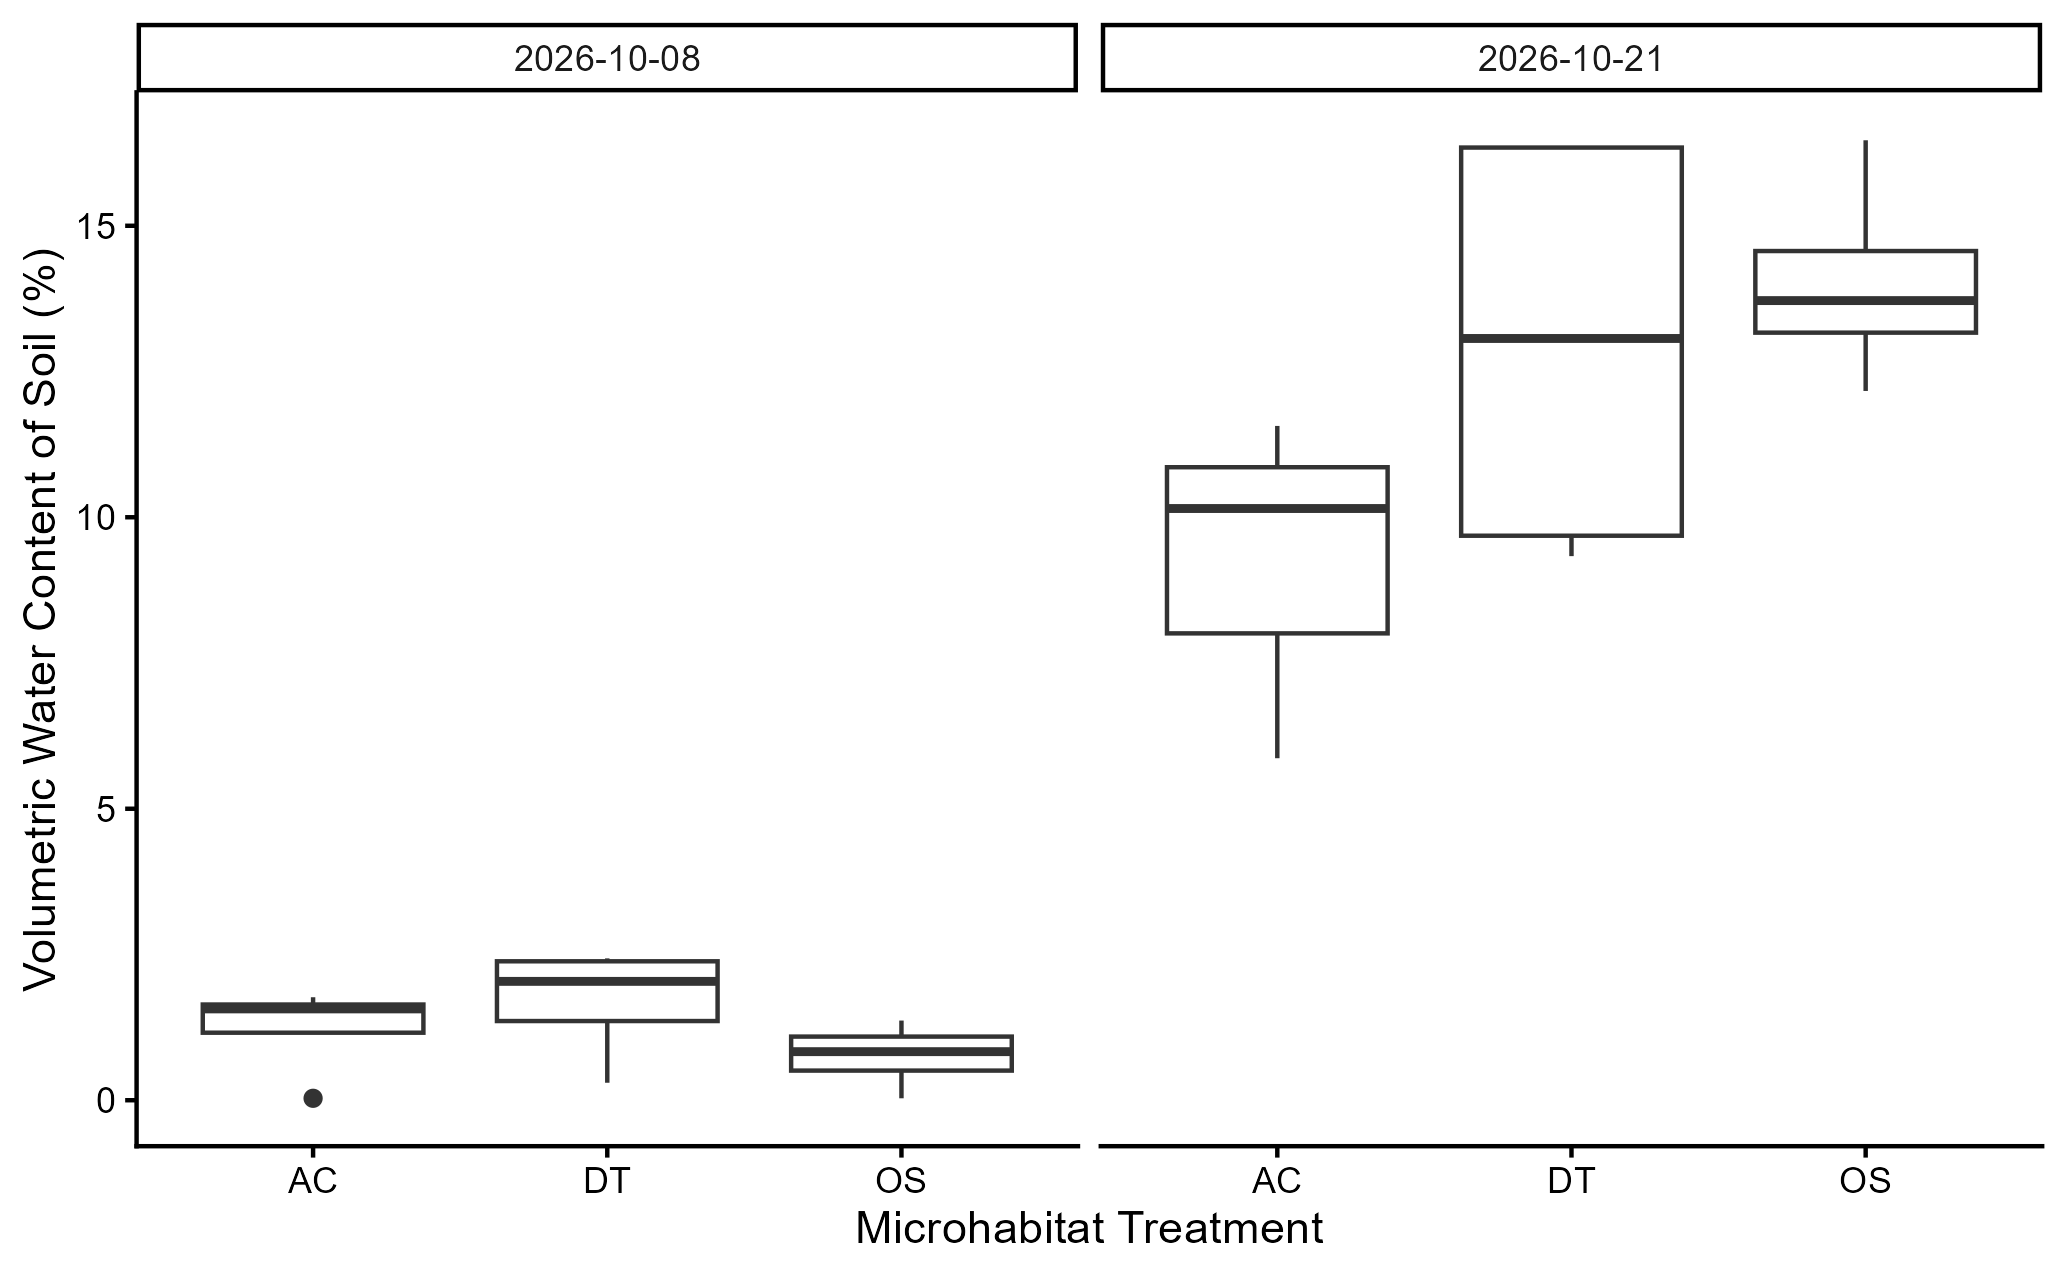 2026-10-08
2026-10-21
Volumetric Water Content of Soil (%)
15
10
5
0
AC
DT
OS
AC
DT
OS
Microhabitat Treatment